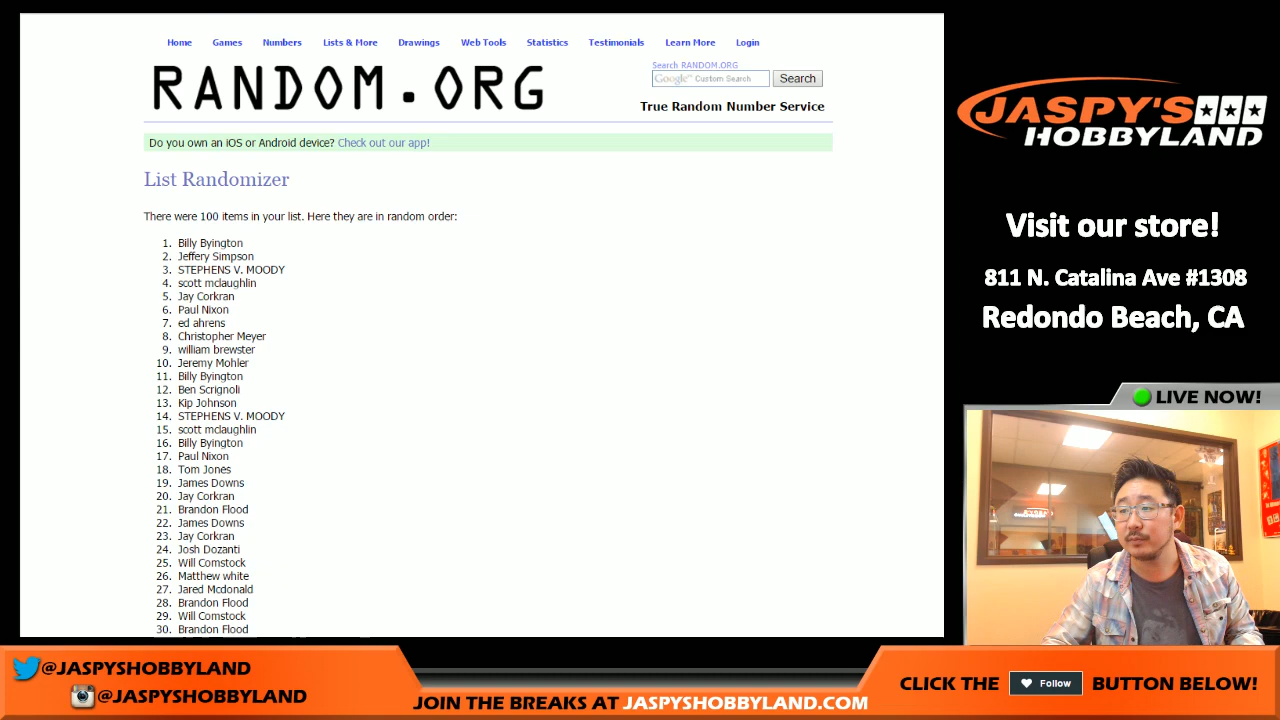 Home Games Numbers Lists & More Drawings Web Tools Statistics Testimonials Learn More Login
RANDOM.ORG
Search RANDOM.ORG
Google™ Custom Search Search
True Random Number Service
Do you own an iOS or Android device? Check out our app!
List Randomizer
There were 100 items in your list. Here they are in random order:
1. Billy Byington
2. Jeffery Simpson
3. STEPHENS V. MOODY
4. scott mclaughlin
5. Jay Corkran
6. Paul Nixon
7. ed ahrens
8. Christopher Meyer
9. william brewster
10. Jeremy Mohler
11. Billy Byington
12. Ben Scrignoli
13. Kip Johnson
14. STEPHENS V. MOODY
15. scott mclaughlin
16. Billy Byington
17. Paul Nixon
18. Tom Jones
19. James Downs
20. Jay Corkran
21. Brandon Flood
22. James Downs
23. Jay Corkran
24. Josh Dozanti
25. Will Comstock
26. Matthew white
27. Jared Mcdonald
28. Brandon Flood
29. Will Comstock
30. Brandon Flood
JASPY'S
HOBBYLAND
Visit our store!
811 N. Catalina Ave #1308
Redondo Beach, CA
LIVE NOW!
@JASPYSHOBBYLAND
@JASPYSHOBBYLAND
JOIN THE BREAKS AT JASPYSHOBBYLAND.COM
CLICK THE Follow BUTTON BELOW!